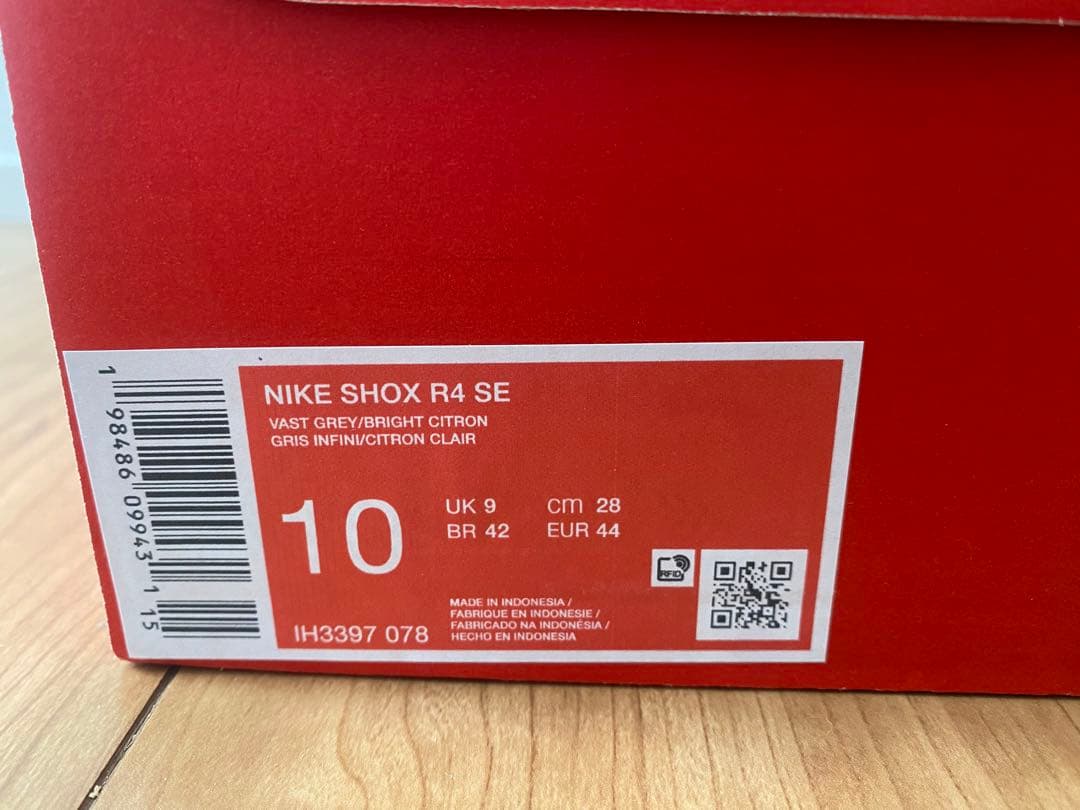 NIKE SHOX R4 SE
VAST GREY/BRIGHT CITRON
GRIS INFINI/CITRON CLAIR
10
UK 9 cm 28
BR 42 EUR 44
RFID
MADE IN INDONESIA /
FABRIQUE EN INDONESIE /
FABRICADO NA INDONÉSIA /
HECHO EN INDONESIA
IH3397 078
1 98486 09943 1 15